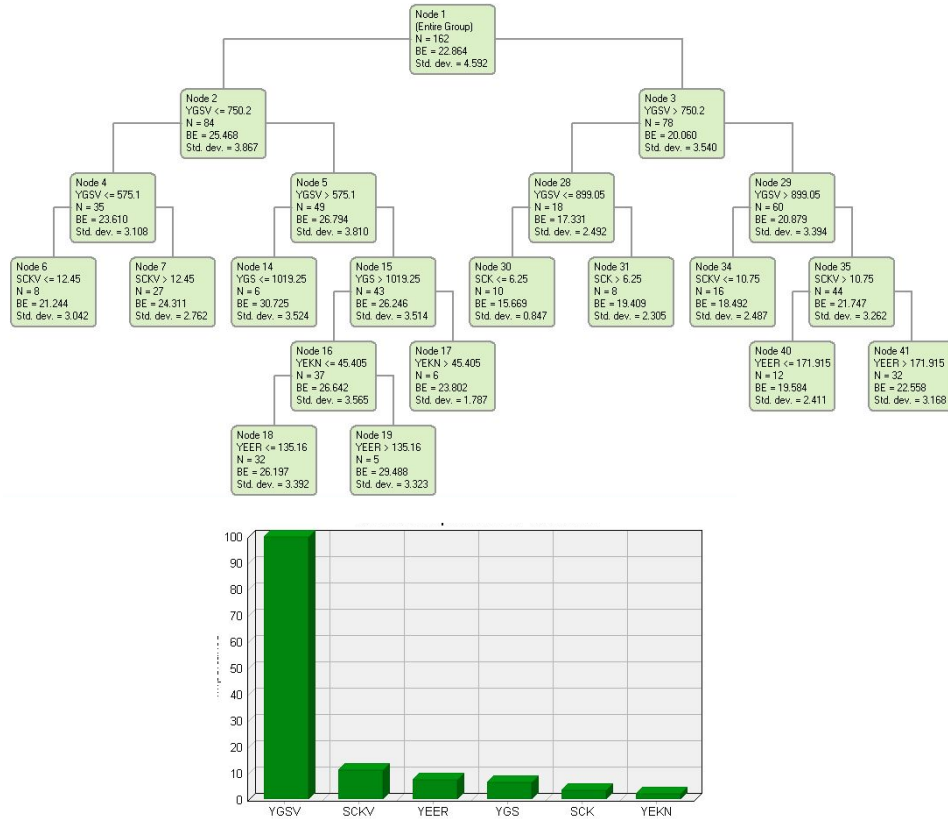 Node 1
(Entire Group)
N = 162
BE = 22.864
Std. dev. = 4.592
Node 2
YGSV <= 750.2
N = 84
BE = 25.468
Std. dev. = 3.867
Node 3
YGSV > 750.2
N = 78
BE = 20.060
Std. dev. = 3.540
Node 4
YGSV <= 575.1
N = 35
BE = 23.610
Std. dev. = 3.108
Node 5
YGSV > 575.1
N = 49
BE = 26.794
Std. dev. = 3.810
Node 28
YGSV <= 899.05
N = 18
BE = 17.331
Std. dev. = 2.492
Node 29
YGSV > 899.05
N = 60
BE = 20.879
Std. dev. = 3.394
Node 6
SCKV <= 12.45
N = 8
BE = 21.244
Std. dev. = 3.042
Node 7
SCKV > 12.45
N = 27
BE = 24.311
Std. dev. = 2.762
Node 14
YGS <= 1019.25
N = 6
BE = 30.725
Std. dev. = 3.524
Node 15
YGS > 1019.25
N = 43
BE = 26.246
Std. dev. = 3.514
Node 30
SCK <= 6.25
N = 10
BE = 15.669
Std. dev. = 0.847
Node 31
SCK > 6.25
N = 8
BE = 19.409
Std. dev. = 2.305
Node 34
SCKV <= 10.75
N = 16
BE = 18.492
Std. dev. = 2.487
Node 35
SCKV > 10.75
N = 44
BE = 21.747
Std. dev. = 3.262
Node 16
YEKN <= 45.405
N = 37
BE = 26.642
Std. dev. = 3.565
Node 17
YEKN > 45.405
N = 6
BE = 23.802
Std. dev. = 1.787
Node 40
YEER <= 171.915
N = 12
BE = 19.584
Std. dev. = 2.411
Node 41
YEER > 171.915
N = 32
BE = 22.558
Std. dev. = 3.168
Node 18
YEER <= 135.16
N = 32
BE = 26.197
Std. dev. = 3.392
Node 19
YEER > 135.16
N = 5
BE = 29.488
Std. dev. = 3.323
100
90
80
70
60
50
40
30
20
10
0
YGSV SCKV YEER YGS SCK YEKN